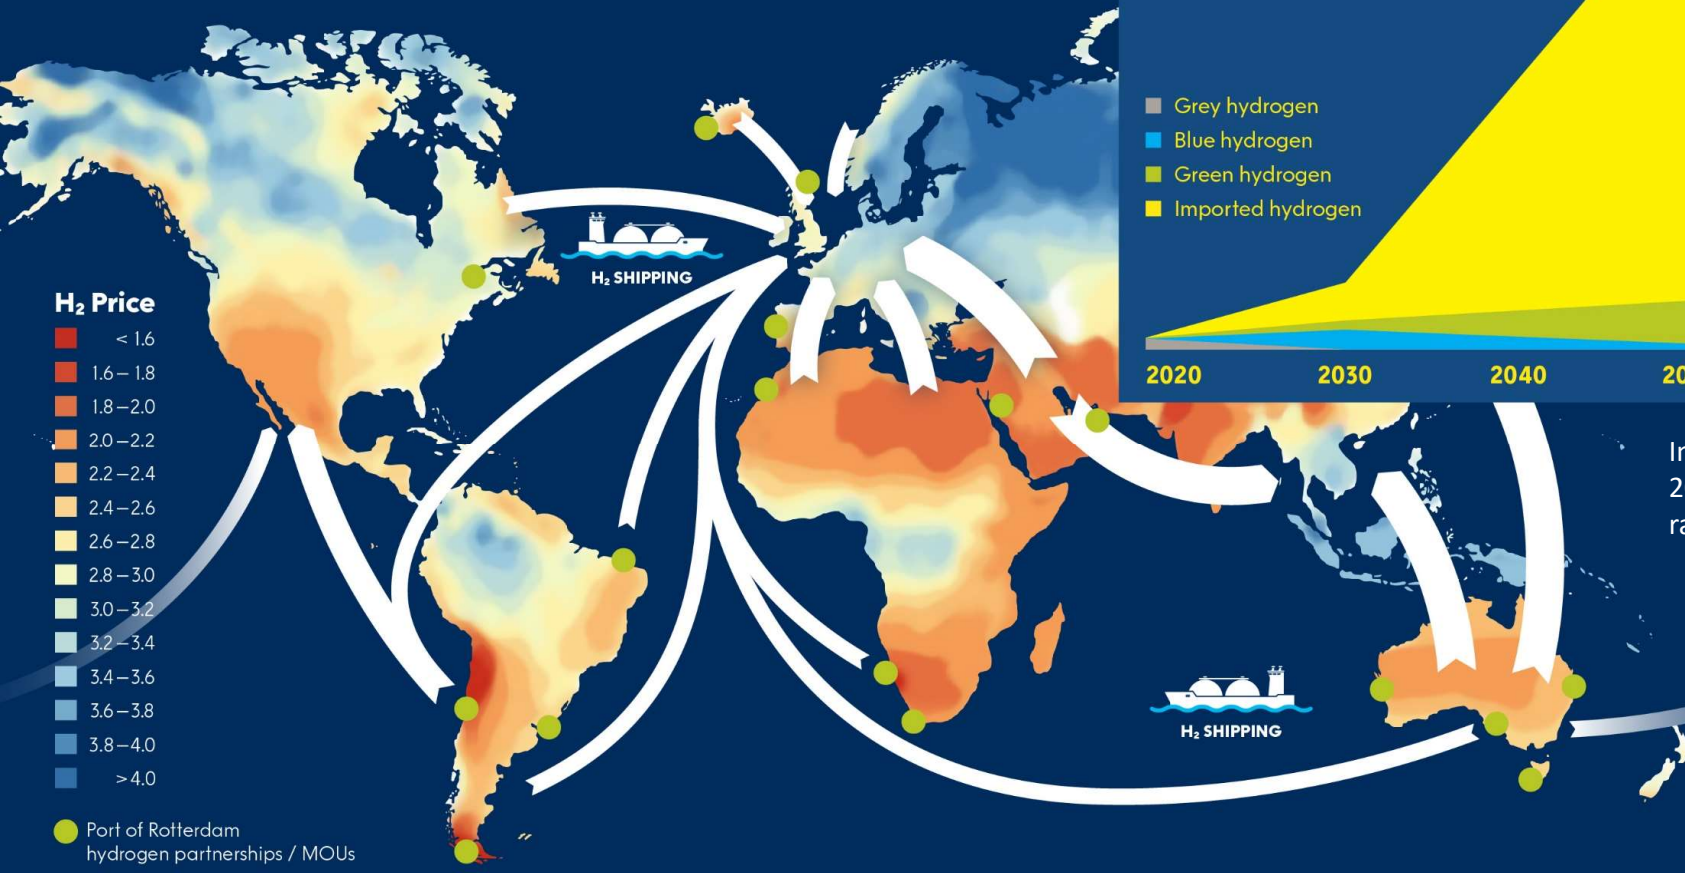 Grey hydrogen
Blue hydrogen
Green hydrogen
Imported hydrogen
2020 2030 2040
H₂ SHIPPING
H₂ Price
< 1.6
1.6 – 1.8
1.8 – 2.0
2.0 – 2.2
2.2 – 2.4
2.4 – 2.6
2.6 – 2.8
2.8 – 3.0
3.0 – 3.2
3.2 – 3.4
3.4 – 3.6
3.6 – 3.8
3.8 – 4.0
> 4.0
H₂ SHIPPING
Port of Rotterdam
hydrogen partnerships / MOUs